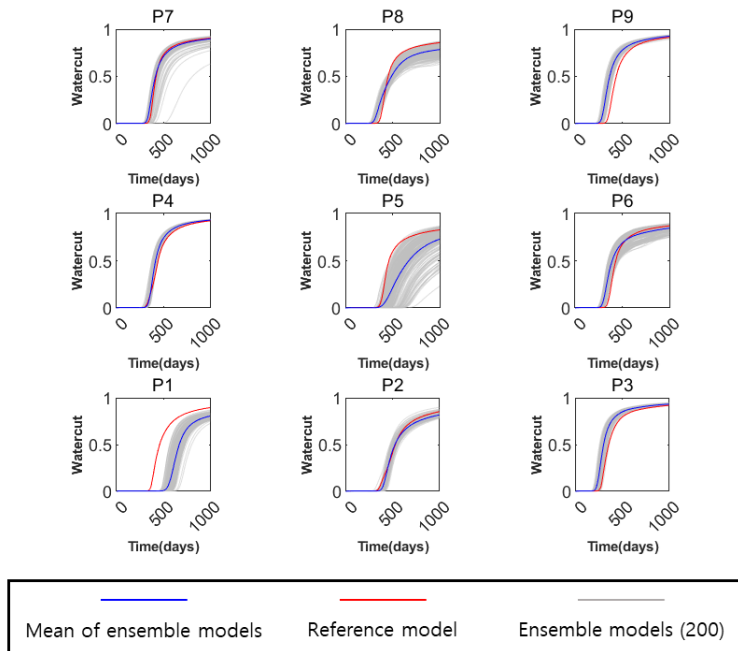 P7
Watercut
1
0.5
0
0
500
1000
Time(days)
P8
Watercut
1
0.5
0
0
500
1000
Time(days)
P9
Watercut
1
0.5
0
0
500
1000
Time(days)
P4
Watercut
1
0.5
0
0
500
1000
Time(days)
P5
Watercut
1
0.5
0
0
500
1000
Time(days)
P6
Watercut
1
0.5
0
0
500
1000
Time(days)
P1
Watercut
1
0.5
0
0
500
1000
Time(days)
P2
Watercut
1
0.5
0
0
500
1000
Time(days)
P3
Watercut
1
0.5
0
0
500
1000
Time(days)
Mean of ensemble models
Reference model
Ensemble models (200)